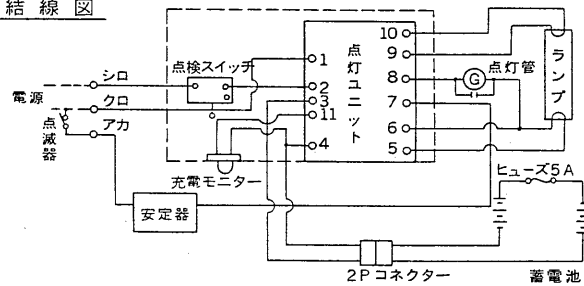 結線図
10
シロ
点検スイッチ
1
点灯ユニット
9
点灯管
ランプ
電源
2
8
G
クロ
3
7
点滅器
アカ
11
6
4
5
充電モニター
ヒューズ5A
安定器
2Pコネクター
蓄電池